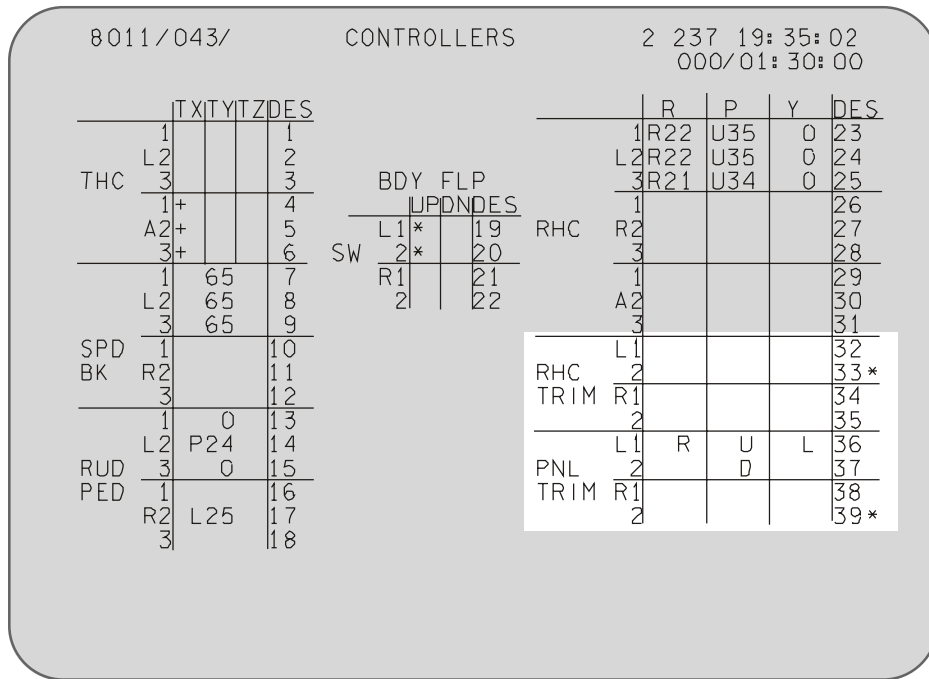 8011/043/ CONTROLLERS 2 237 19:35:02
000/01:30:00
TX TY TZ DES R P Y DES
1 1 1 R22 U35 0 23
L2 2 L2 R22 U35 0 24
THC 3 3 BDY FLP 3 R21 U34 0 25
1 + 4 UP DN DES 1 26
A2 + 5 L1 * 19 RHC R2 27
3 + 6 SW 2 * 20 3 28
1 65 7 R1 21 1 29
L2 65 8 2 22 A2 30
3 65 9 3 31
SPD 1 10 L1 32
BK R2 11 RHC 2 33*
3 12 TRIM R1 34
1 0 13 2 35
L2 P24 14 L1 R U L 36
RUD 3 0 15 PNL 2 D 37
PED 1 16 TRIM R1 38
R2 L25 17 2 39*
3 18